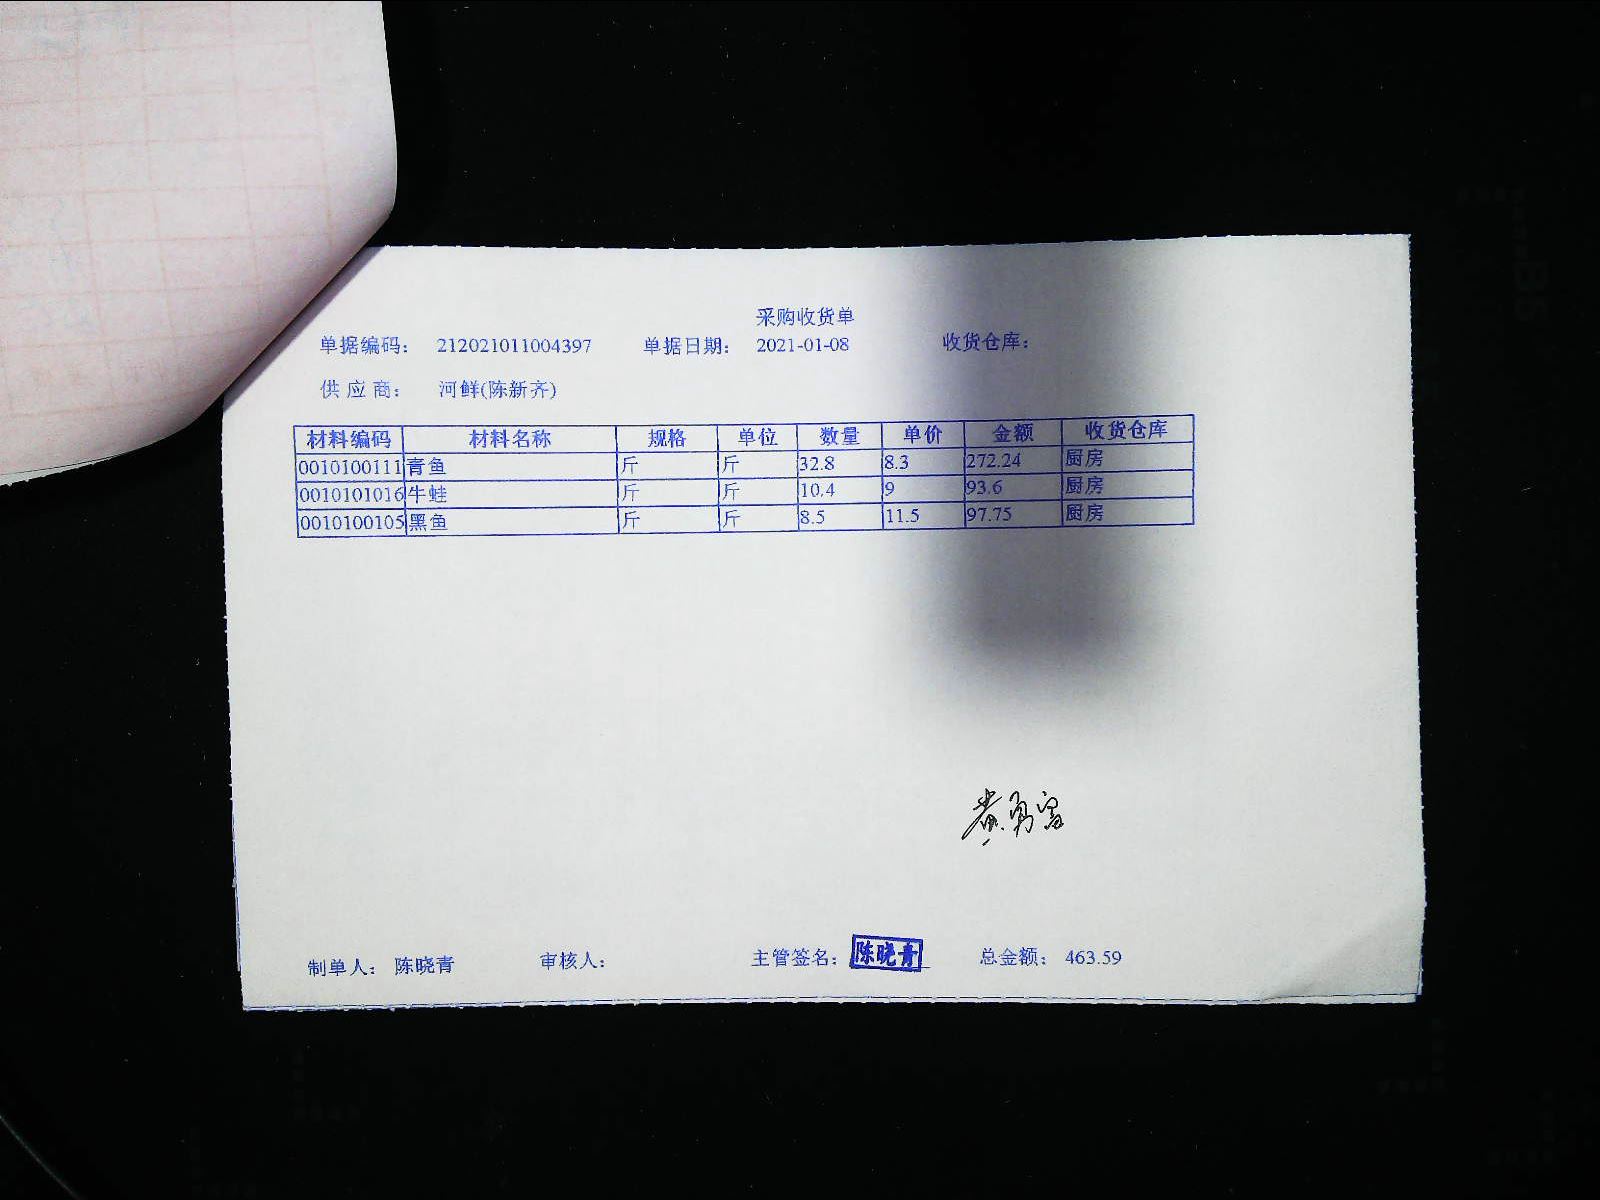 采购收货单
单据编码: 212021011004397 单据日期: 2021-01-08 收货仓库:
供应商: 河鲜(陈新齐)
材料编码 材料名称 规格 单位 数量 单价 金额 收货仓库
0010100111 青鱼 斤 斤 32.8 8.3 272.24 厨房
0010101016 牛蛙 斤 斤 10.4 9 93.6 厨房
0010100105 黑鱼 斤 斤 8.5 11.5 97.75 厨房
黄勇富
制单人: 陈晓青 审核人: 主管签名: 陈晓青 总金额: 463.59